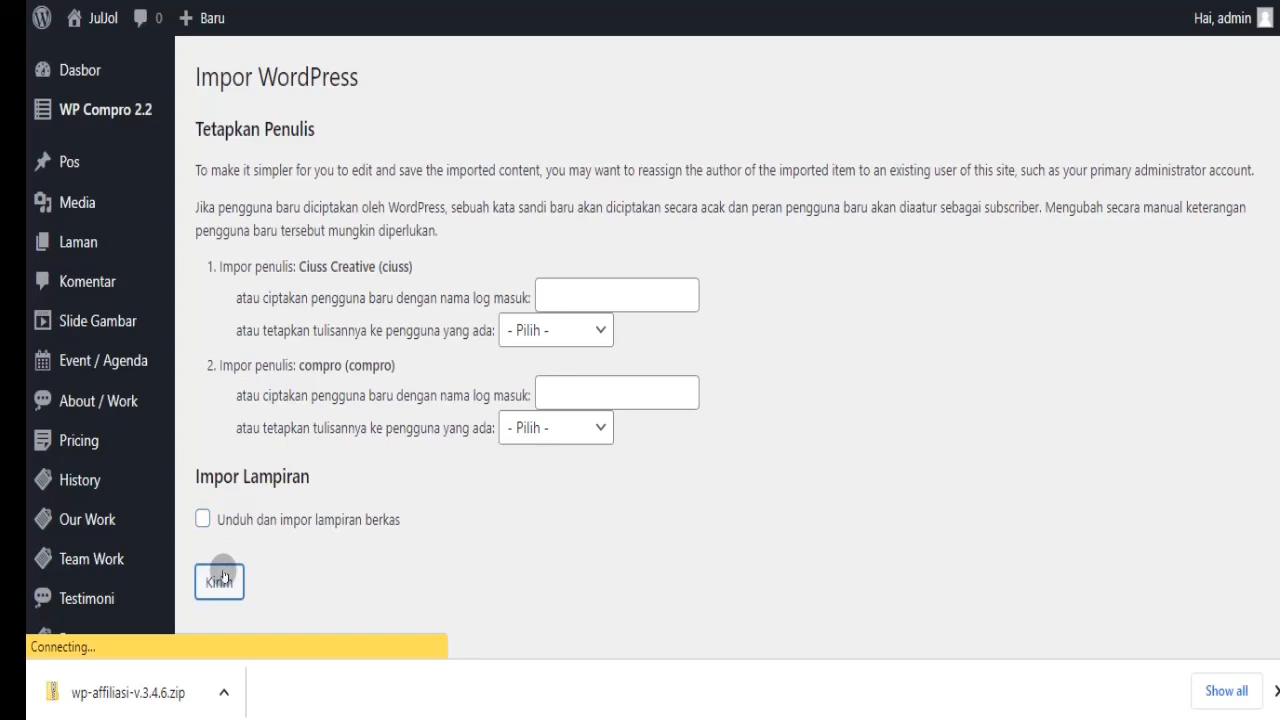 JulJol 0 Baru Hai, admin
Dasbor
WP Compro 2.2
Pos
Media
Laman
Komentar
Slide Gambar
Event / Agenda
About / Work
Pricing
History
Our Work
Team Work
Testimoni
Impor WordPress
Tetapkan Penulis
To make it simpler for you to edit and save the imported content, you may want to reassign the author of the imported item to an existing user of this site, such as your primary administrator account.
Jika pengguna baru diciptakan oleh WordPress, sebuah kata sandi baru akan diciptakan secara acak dan peran pengguna baru akan diaatur sebagai subscriber. Mengubah secara manual keterangan
pengguna baru tersebut mungkin diperlukan.
1. Impor penulis: Ciuss Creative (ciuss)
atau ciptakan pengguna baru dengan nama log masuk:
atau tetapkan tulisannya ke pengguna yang ada: - Pilih -
2. Impor penulis: compro (compro)
atau ciptakan pengguna baru dengan nama log masuk:
atau tetapkan tulisannya ke pengguna yang ada: - Pilih -
Impor Lampiran
Unduh dan impor lampiran berkas
Kirim
Connecting...
wp-affiliasi-v.3.4.6.zip
Show all